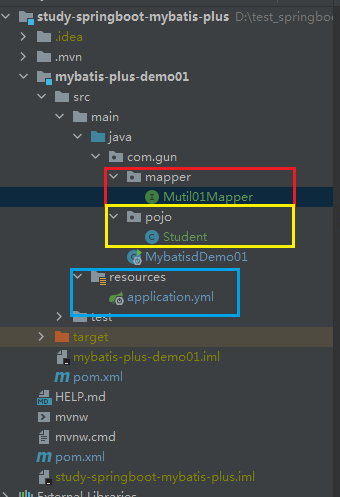 study-springboot-mybatis-plus D:\test_springboo
.idea
.mvn
mybatis-plus-demo01
src
main
java
com.gun
mapper
Mutil01Mapper
pojo
Student
MybatisdDemo01
resources
application.yml
test
target
mybatis-plus-demo01.iml
pom.xml
HELP.md
mvnw
mvnw.cmd
pom.xml
study-springboot-mybatis-plus.iml
External Libraries